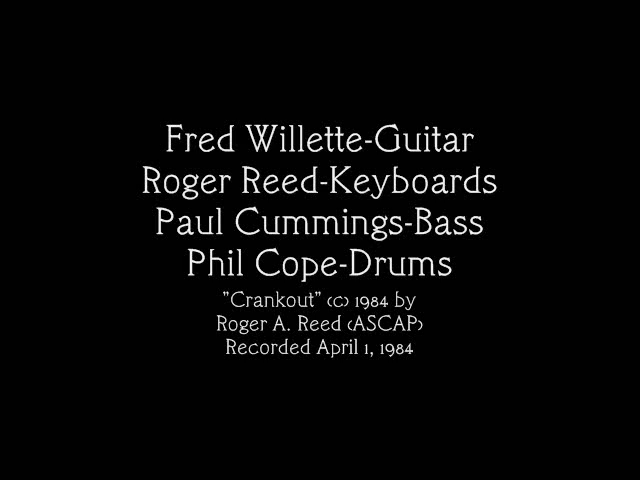 Fred Willette-Guitar
Roger Reed-Keyboards
Paul Cummings-Bass
Phil Cope-Drums
"Crankout" (C) 1984 by
Roger A. Reed (ASCAP)
Recorded April 1, 1984